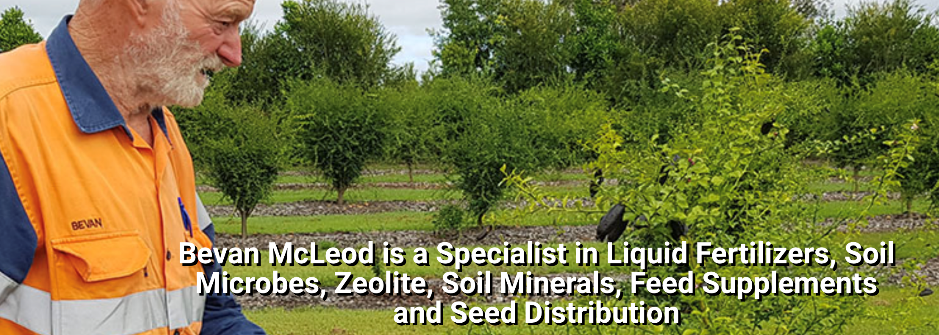 BEVAN
Bevan McLeod is a Specialist in Liquid Fertilizers, Soil
Microbes, Zeolite, Soil Minerals, Feed Supplements
and Seed Distribution